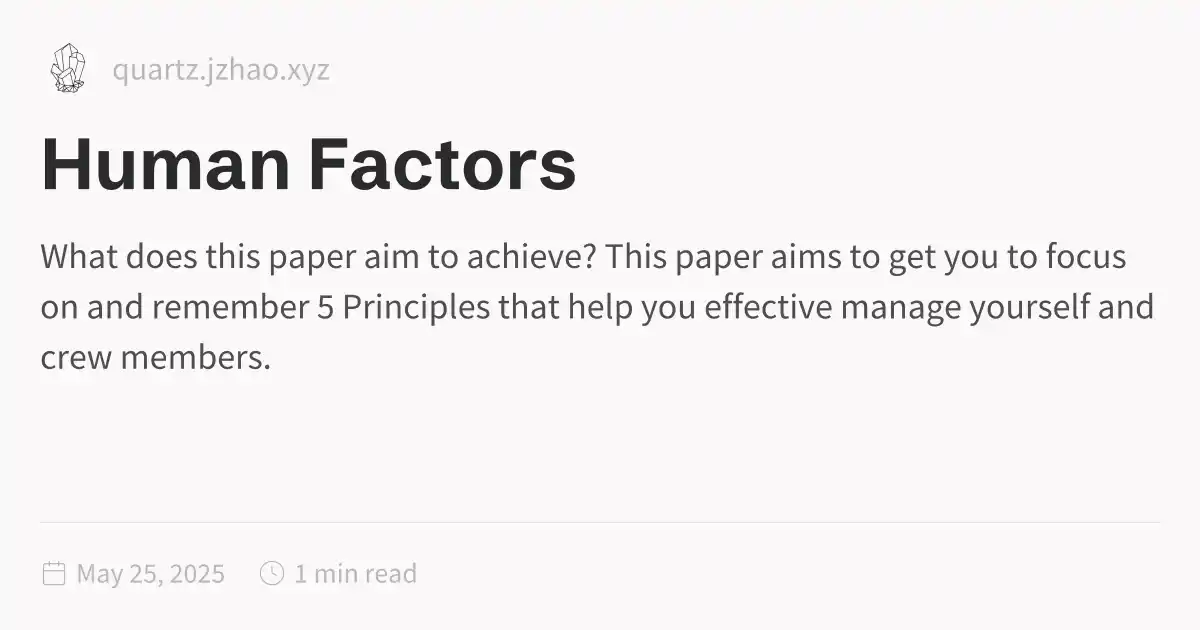 quartz.jzhao.xyz
Human Factors
What does this paper aim to achieve? This paper aims to get you to focus
on and remember 5 Principles that help you effective manage yourself and
crew members.
May 25, 2025 1 min read